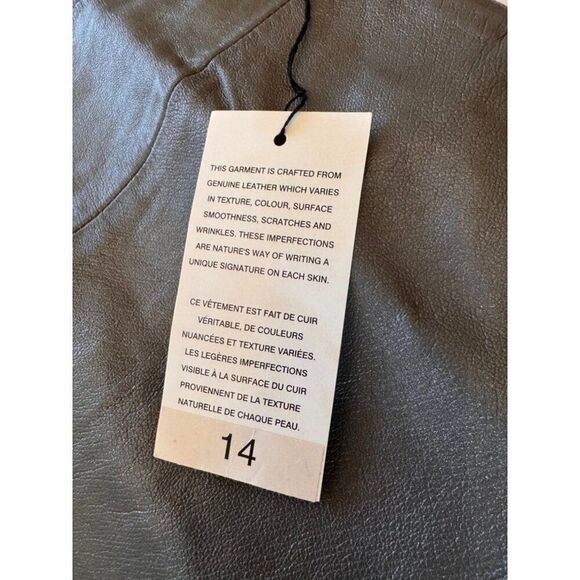 THIS GARMENT IS CRAFTED FROM
GENUINE LEATHER WHICH VARIES
IN TEXTURE, COLOUR, SURFACE
SMOOTHNESS, SCRATCHES AND
WRINKLES. THESE IMPERFECTIONS
ARE NATURE'S WAY OF WRITING A
UNIQUE SIGNATURE ON EACH SKIN.
CE VÊTEMENT EST FAIT DE CUIR
VÉRITABLE, DE COULEURS
NUANCÉES ET TEXTURE VARIÉES.
LES LEGÈRES IMPERFECTIONS
VISIBLE À LA SURFACE DU CUIR
PROVIENNENT DE LA TEXTURE
NATURELLE DE CHAQUE PEAU.
14